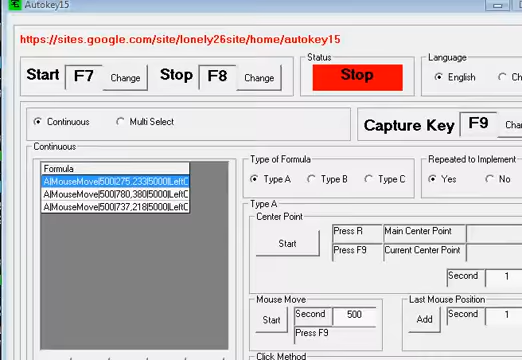 Autokey15
https://sites.google.com/site/lonely26site/home/autokey15
Start F7 Change Stop F8 Change
Status
Stop
Language
English
Continuous Multi Select
Capture Key F9
Continuous
Formula
A|MouseMove|500|275,233|5000|LeftC
A|MouseMove|500|780,380|5000|LeftC
A|MouseMove|500|737,218|5000|LeftC
Type of Formula
Type A Type B Type C
Repeated to Implement
Yes No
Type A
Center Point
Start
Press R Main Center Point
Press F9 Current Center Point
Second 1
Mouse Move
Start
Second 500
Press F9
Last Mouse Position
Add
Second 1
Click Method